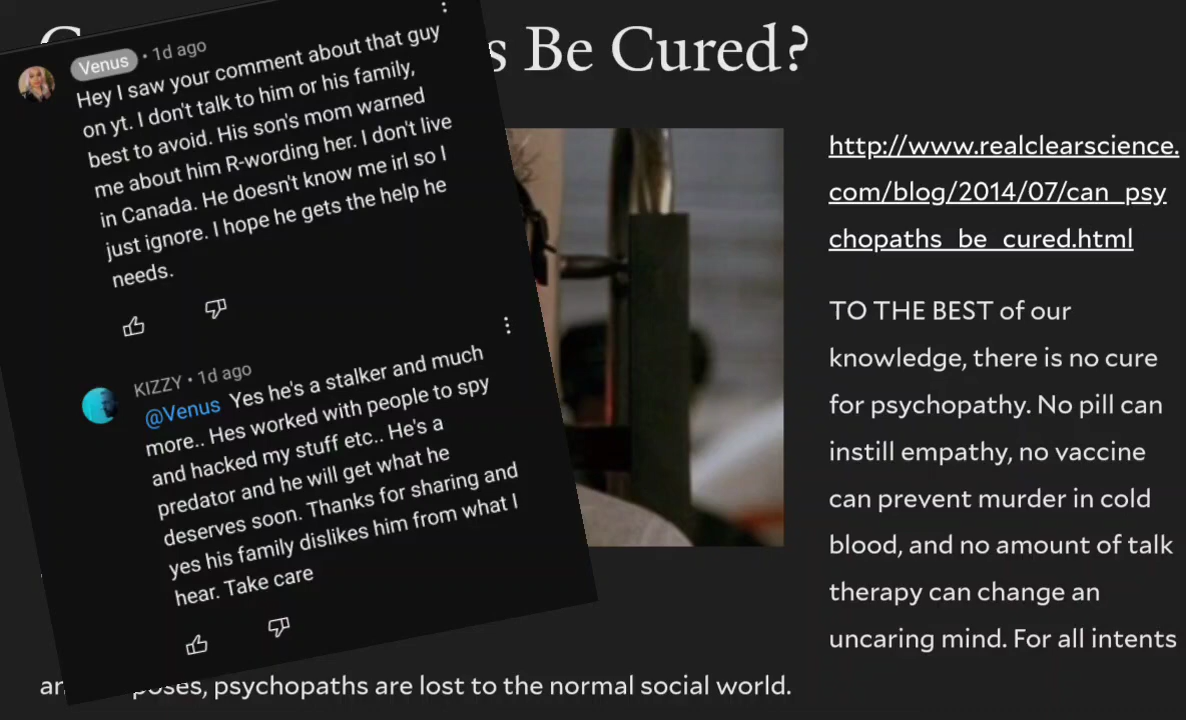 s Be Cured?
Venus • 1d ago
Hey I saw your comment about that guy
on yt. I don't talk to him or his family,
best to avoid. His son's mom warned
me about him R-wording her. I don't live
in Canada. He doesn't know me irl so I
just ignore. I hope he gets the help he
needs.
KIZZY • 1d ago
@Venus Yes he's a stalker and much
more.. Hes worked with people to spy
and hacked my stuff etc.. He's a
predator and he will get what he
deserves soon. Thanks for sharing and
yes his family dislikes him from what I
hear. Take care
http://www.realclearscience.
com/blog/2014/07/can_psy
chopaths_be_cured.html
TO THE BEST of our
knowledge, there is no cure
for psychopathy. No pill can
instill empathy, no vaccine
can prevent murder in cold
blood, and no amount of talk
therapy can change an
uncaring mind. For all intents
poses, psychopaths are lost to the normal social world.